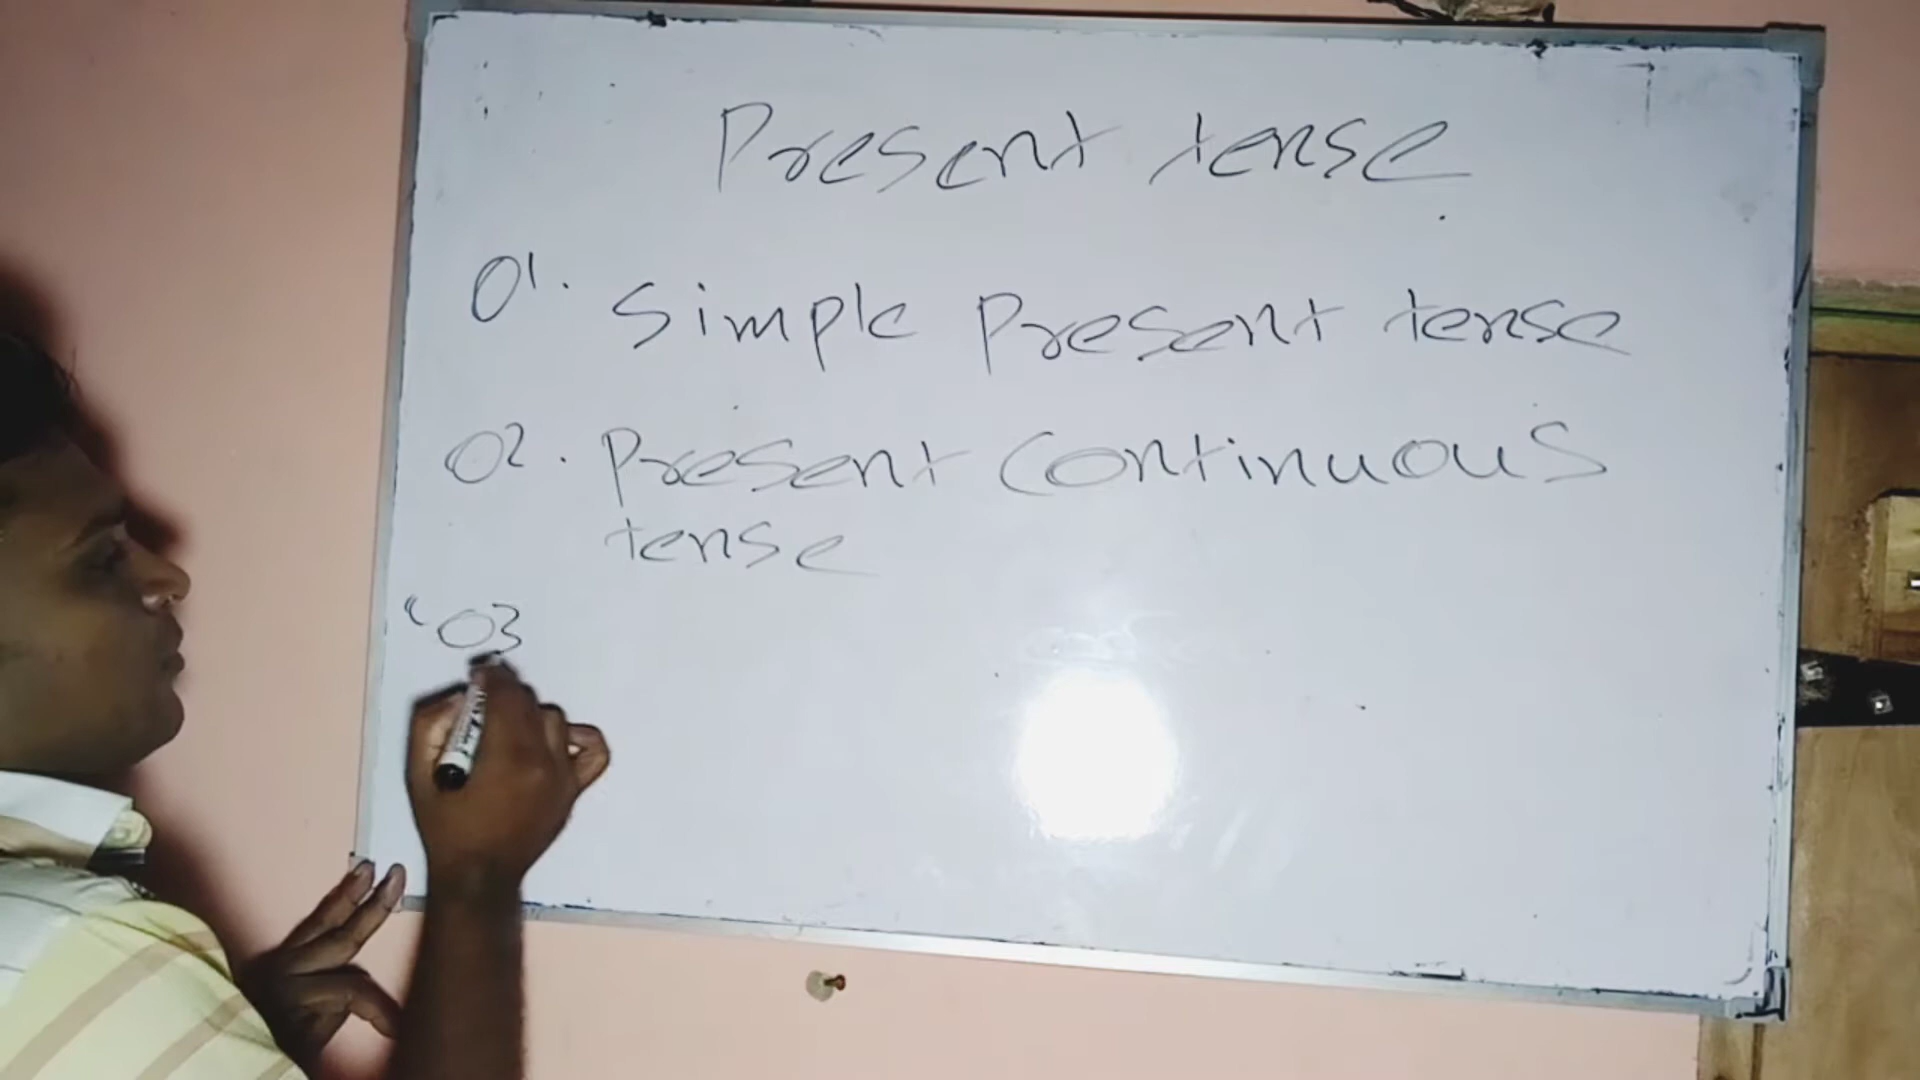 Present tense
01. Simple Present tense
02. Present Continuous
tense
03